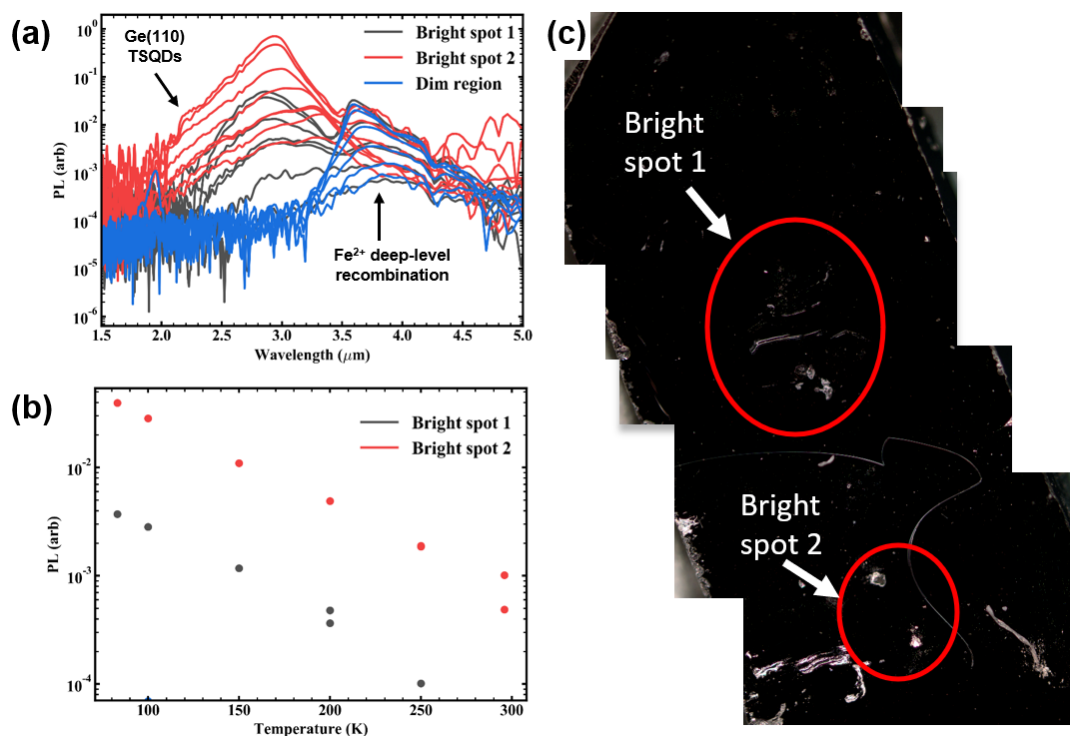 (a)
Ge(110)
TSQDs
Bright spot 1
Bright spot 2
Dim region
Fe²⁺ deep-level
recombination
PL (arb)
10⁰
10⁻¹
10⁻²
10⁻³
10⁻⁴
10⁻⁵
10⁻⁶
1.5 2.0 2.5 3.0 3.5 4.0 4.5 5.0
Wavelength (μm)
(b)
Bright spot 1
Bright spot 2
PL (arb)
10⁻²
10⁻³
10⁻⁴
100 150 200 250 300
Temperature (K)
(c)
Bright
spot 1
Bright
spot 2